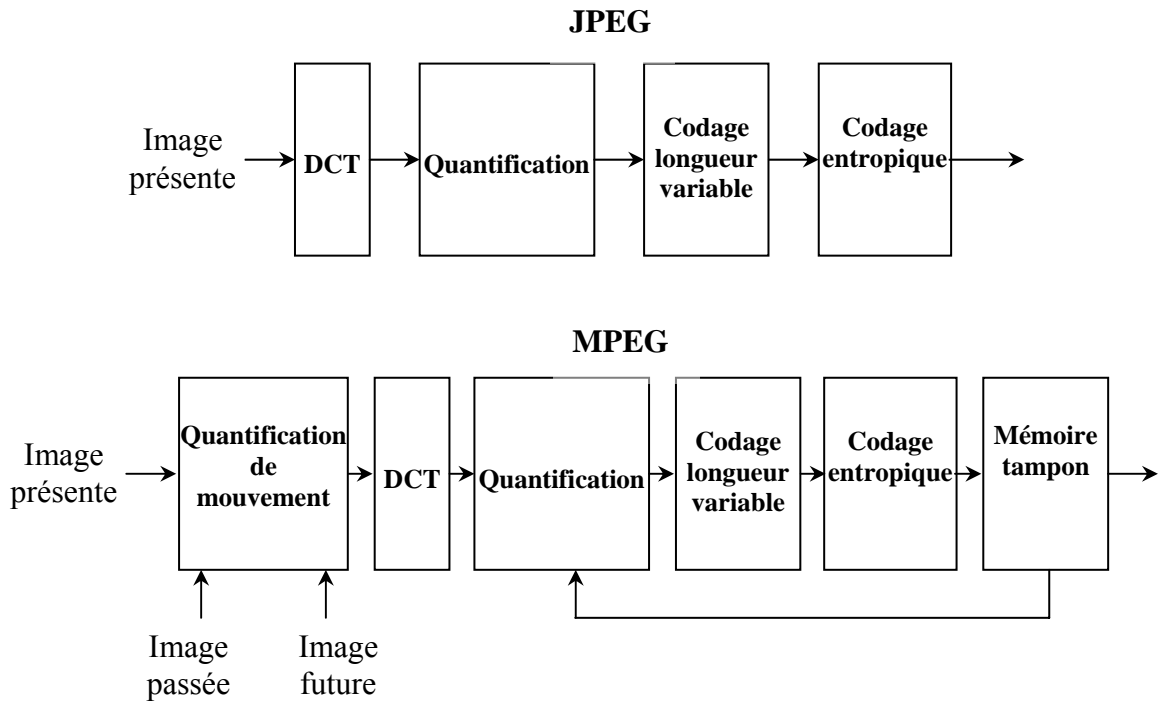 JPEG
Image
présente
DCT
Quantification
Codage
longueur
variable
Codage
entropique
MPEG
Image
présente
Quantification
de
mouvement
DCT
Quantification
Codage
longueur
variable
Codage
entropique
Mémoire
tampon
Image
passée
Image
future